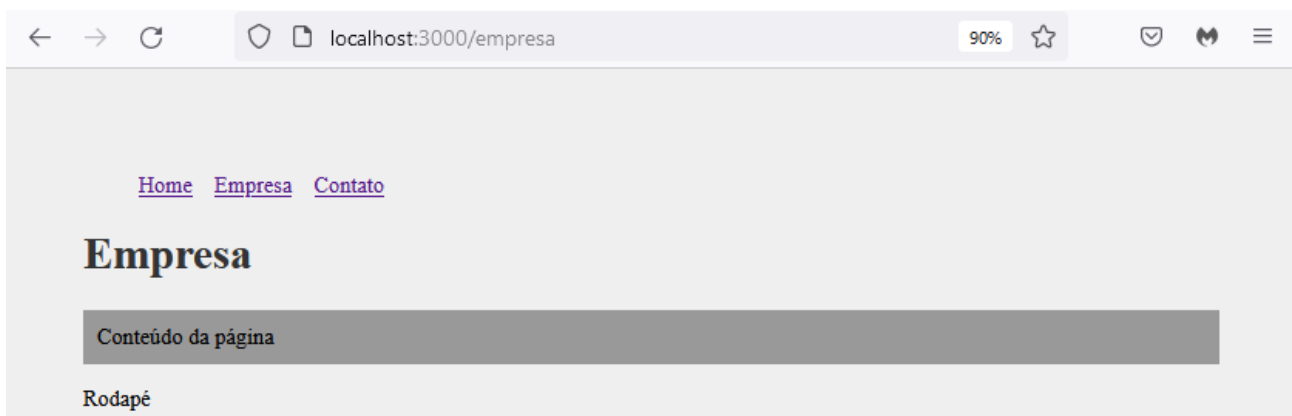 localhost:3000/empresa
90%
Home Empresa Contato
Empresa
Conteúdo da página
Rodapé